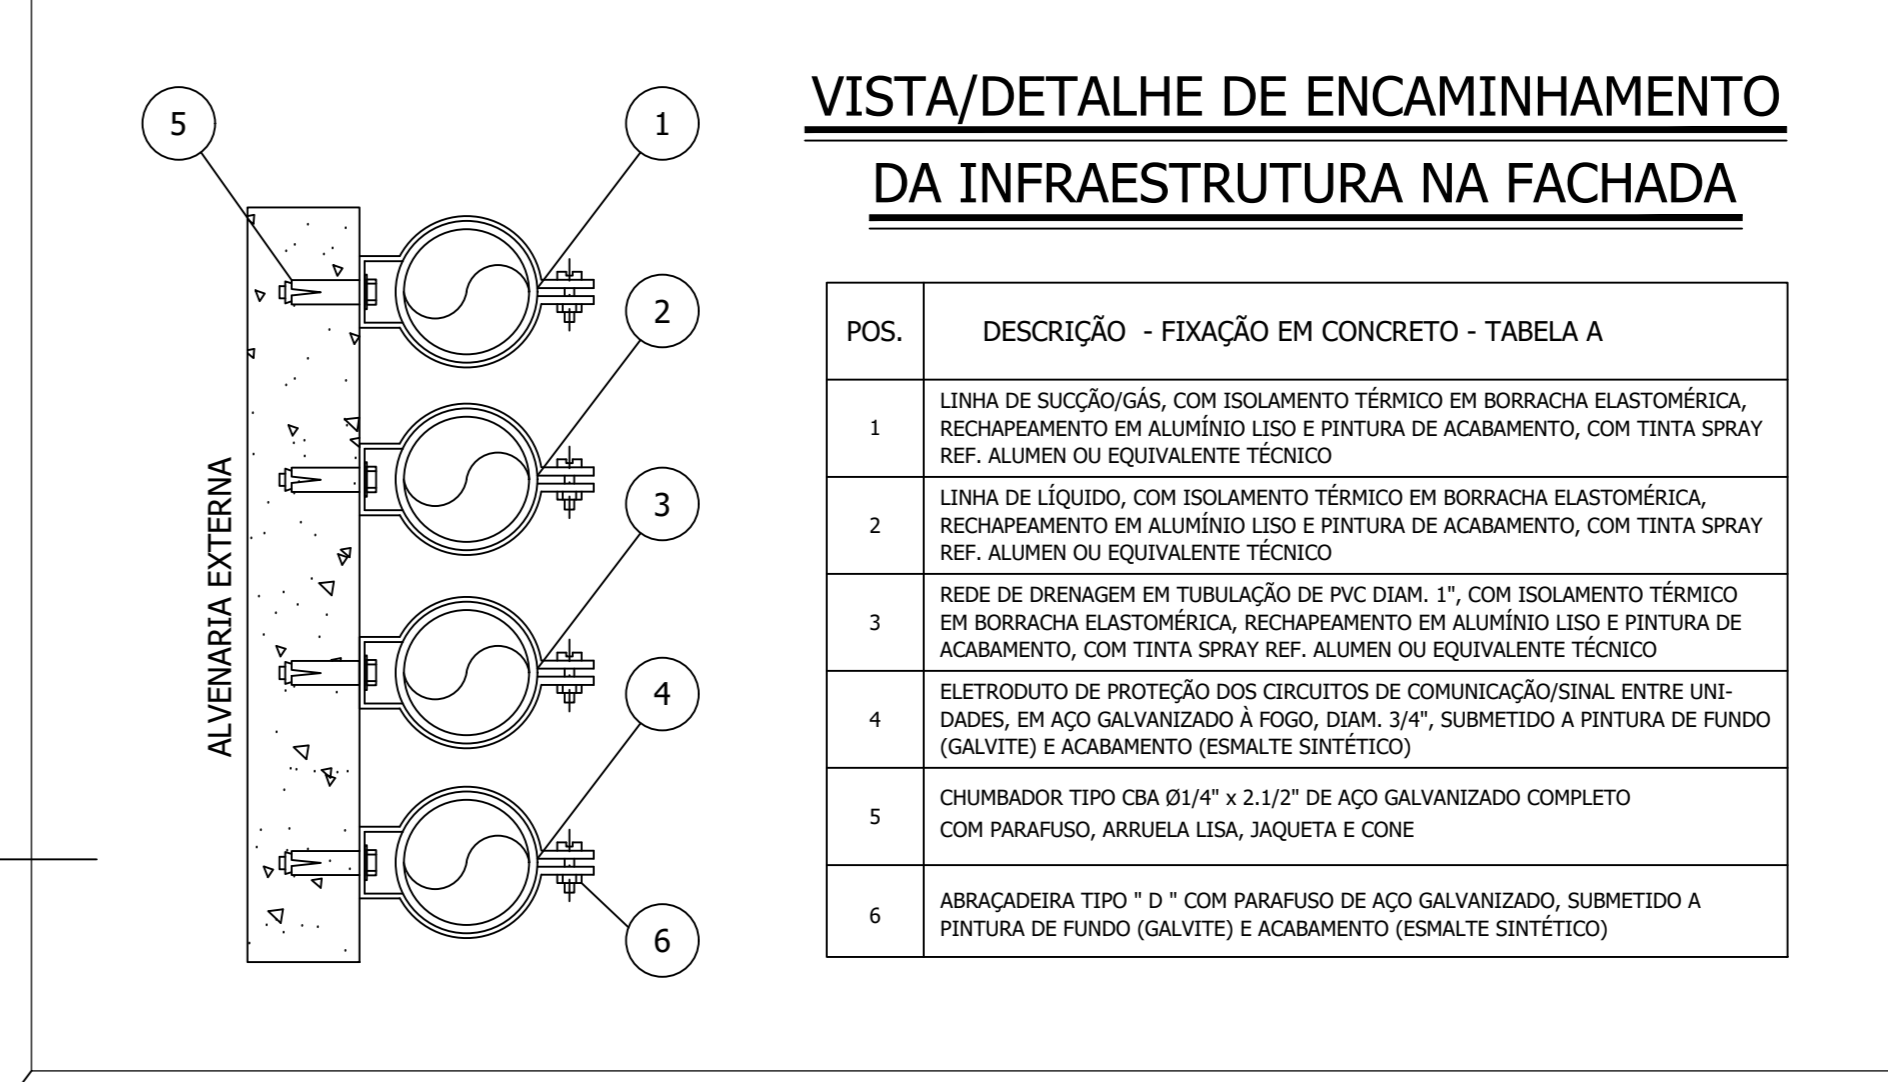 VISTA/DETALHE DE ENCAMINHAMENTO
DA INFRAESTRUTURA NA FACHADA
5
1
2
3
4
6
ALVENARIA EXTERNA
POS.
DESCRIÇÃO - FIXAÇÃO EM CONCRETO - TABELA A
1
LINHA DE SUCÇÃO/GÁS, COM ISOLAMENTO TÉRMICO EM BORRACHA ELASTOMÉRICA,
RECHAPEAMENTO EM ALUMÍNIO LISO E PINTURA DE ACABAMENTO, COM TINTA SPRAY
REF. ALUMEN OU EQUIVALENTE TÉCNICO
2
LINHA DE LÍQUIDO, COM ISOLAMENTO TÉRMICO EM BORRACHA ELASTOMÉRICA,
RECHAPEAMENTO EM ALUMÍNIO LISO E PINTURA DE ACABAMENTO, COM TINTA SPRAY
REF. ALUMEN OU EQUIVALENTE TÉCNICO
3
REDE DE DRENAGEM EM TUBULAÇÃO DE PVC DIAM. 1", COM ISOLAMENTO TÉRMICO
EM BORRACHA ELASTOMÉRICA, RECHAPEAMENTO EM ALUMÍNIO LISO E PINTURA DE
ACABAMENTO, COM TINTA SPRAY REF. ALUMEN OU EQUIVALENTE TÉCNICO
4
ELETRODUTO DE PROTEÇÃO DOS CIRCUITOS DE COMUNICAÇÃO/SINAL ENTRE UNI-
DADES, EM AÇO GALVANIZADO À FOGO, DIAM. 3/4", SUBMETIDO A PINTURA DE FUNDO
(GALVITE) E ACABAMENTO (ESMALTE SINTÉTICO)
5
CHUMBADOR TIPO CBA Ø1/4" x 2.1/2" DE AÇO GALVANIZADO COMPLETO
COM PARAFUSO, ARRUELA LISA, JAQUETA E CONE
6
ABRAÇADEIRA TIPO " D " COM PARAFUSO DE AÇO GALVANIZADO, SUBMETIDO A
PINTURA DE FUNDO (GALVITE) E ACABAMENTO (ESMALTE SINTÉTICO)